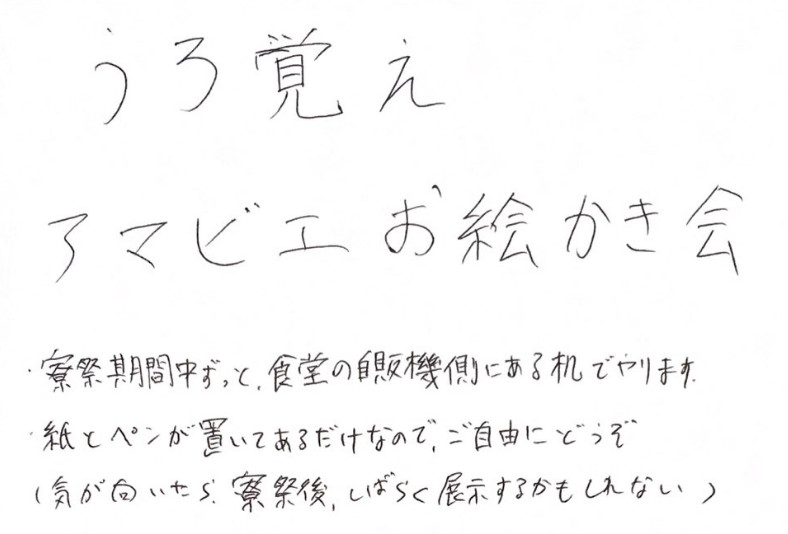 うろ覚え
アマビエお絵かき会
・寮祭期間中ずっと、食堂の自販機側にある机でやります。
・紙とペンが置いてあるだけなので、ご自由にどうぞ
(気が向いたら、寮祭後、しばらく展示するかもしれない)